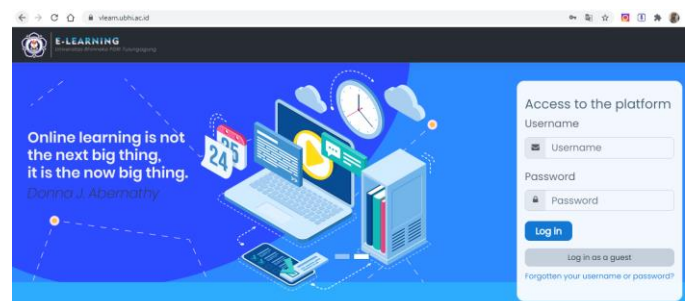 vlearn.ubhi.ac.id
E-LEARNING
Universitas Bhinneka PGRI Tulungagung
Online learning is not
the next big thing,
it is the now big thing.
Donna J. Abernathy
24
25
Access to the platform
Username
Username
Password
Password
Log in
Log in as a guest
Forgotten your username or password?